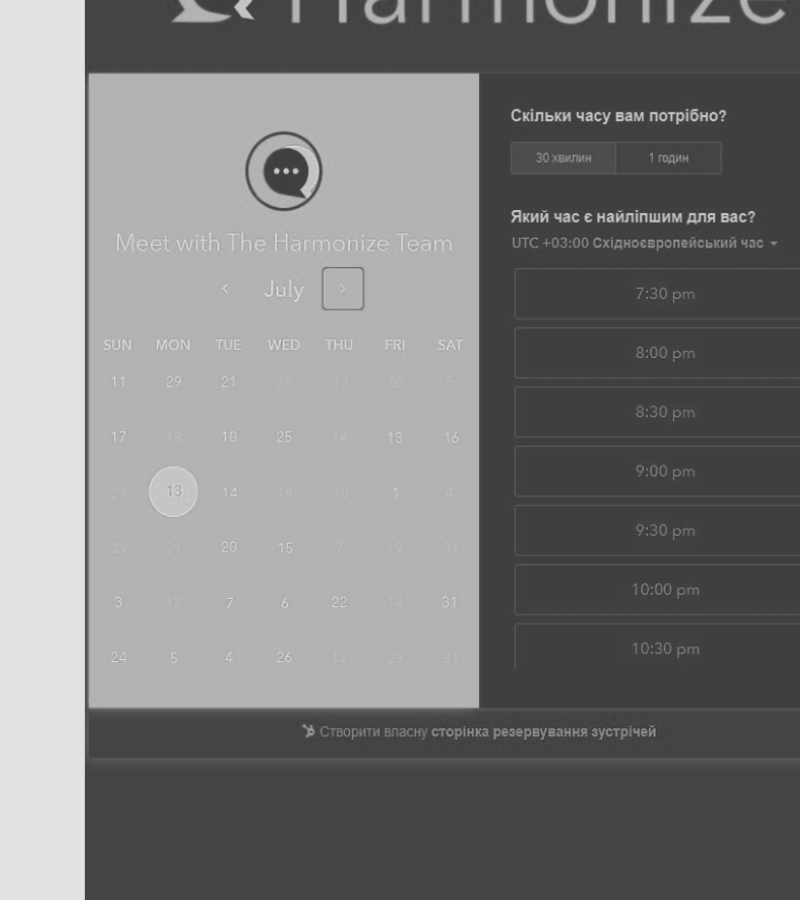 Harmonize
Meet with The Harmonize Team
July
SUN MON TUE WED THU FRI SAT
11 29 21 26 17 30 5
17 18 10 25 14 13 16
27 13 14 14 10 1 4
29 21 20 15 7 19 31
3 12 7 6 22 14 31
24 5 4 26 12 29 31
Скільки часу вам потрібно?
30 хвилин 1 годин
Який час є найліпшим для вас?
UTC +03:00 Східноєвропейський час
7:30 pm
8:00 pm
8:30 pm
9:00 pm
9:30 pm
10:00 pm
10:30 pm
Створити власну сторінка резервування зустрічей